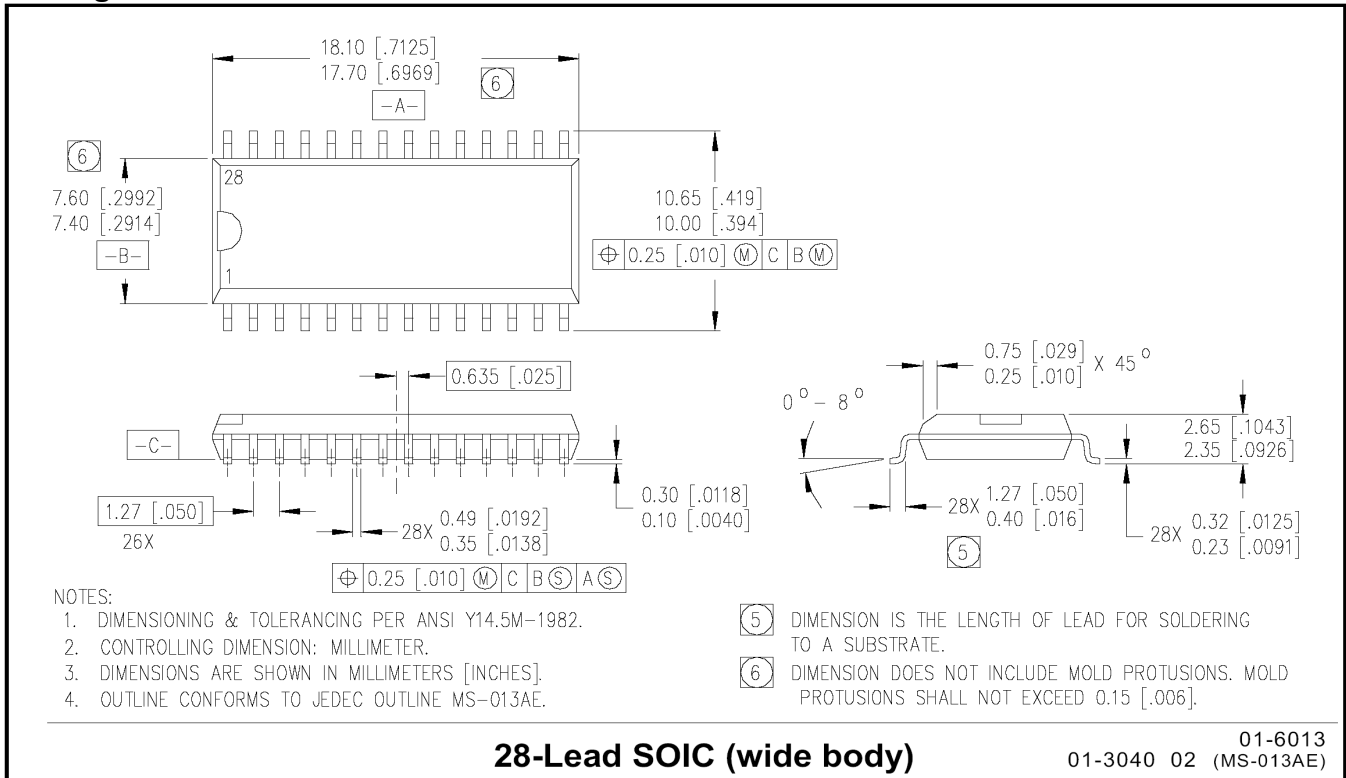 18.10 [.7125]
17.70 [.6969]
6
-A-
6
28
7.60 [.2992]
7.40 [.2914]
-B-
1
10.65 [.419]
10.00 [.394]
⌖ 0.25 [.010] Ⓜ C B Ⓜ
0.635 [.025]
-C-
1.27 [.050]
26X
28X 0.49 [.0192]
0.35 [.0138]
⌖ 0.25 [.010] Ⓜ C B Ⓢ A Ⓢ
0.30 [.0118]
0.10 [.0040]
0.75 [.029]
0.25 [.010] X 45°
0° - 8°
2.65 [.1043]
2.35 [.0926]
28X 1.27 [.050]
0.40 [.016]
5
28X 0.32 [.0125]
0.23 [.0091]
NOTES:
1. DIMENSIONING & TOLERANCING PER ANSI Y14.5M-1982.
2. CONTROLLING DIMENSION: MILLIMETER.
3. DIMENSIONS ARE SHOWN IN MILLIMETERS [INCHES].
4. OUTLINE CONFORMS TO JEDEC OUTLINE MS-013AE.
5 DIMENSION IS THE LENGTH OF LEAD FOR SOLDERING
TO A SUBSTRATE.
6 DIMENSION DOES NOT INCLUDE MOLD PROTUSIONS. MOLD
PROTUSIONS SHALL NOT EXCEED 0.15 [.006].
28-Lead SOIC (wide body)
01-6013
01-3040 02 (MS-013AE)